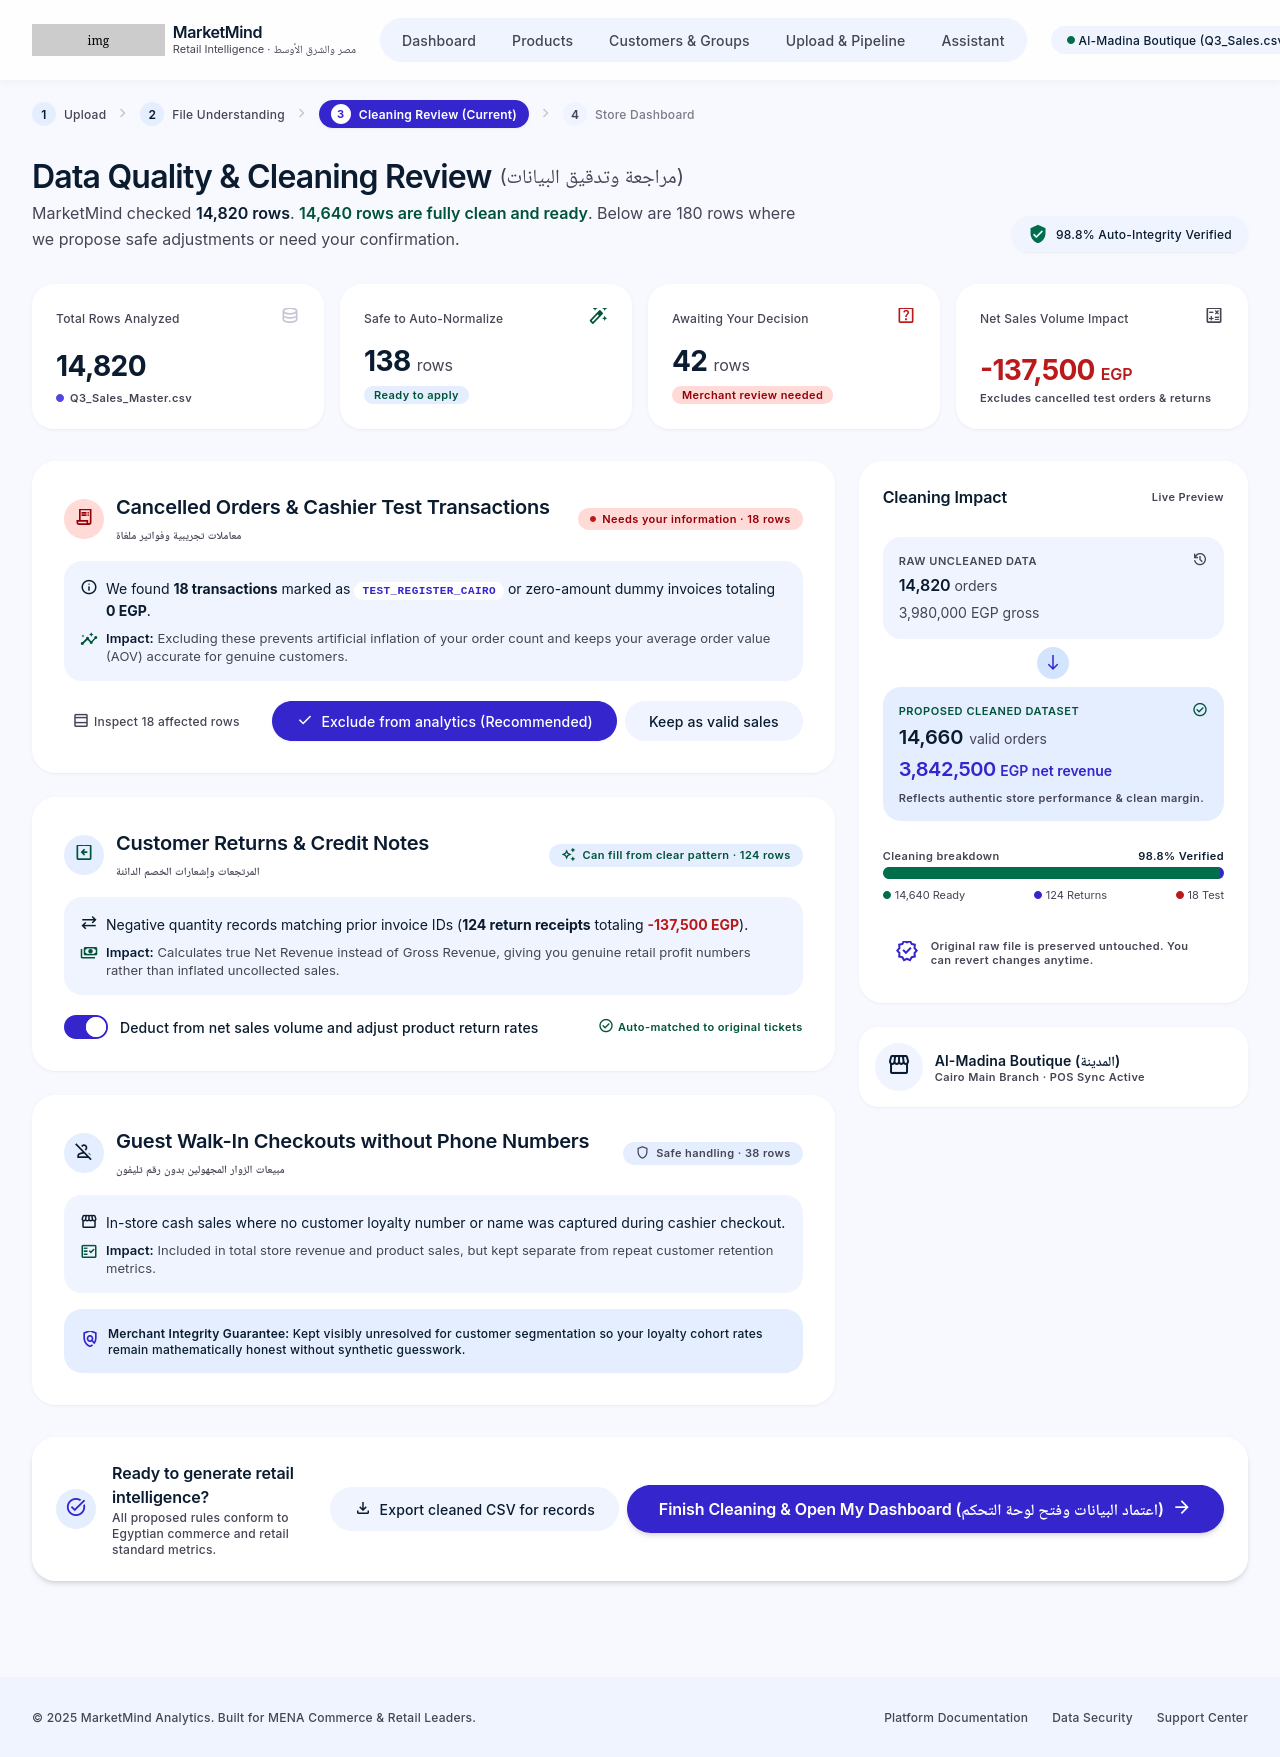 img
MarketMind
Retail Intelligence · مصر والشرق الأوسط
Dashboard
Products
Customers & Groups
Upload & Pipeline
Assistant
Al-Madina Boutique (Q3_Sales.csv
1 Upload
2 File Understanding
3 Cleaning Review (Current)
4 Store Dashboard
Data Quality & Cleaning Review (مراجعة وتدقيق البيانات)
MarketMind checked 14,820 rows. 14,640 rows are fully clean and ready. Below are 180 rows where
we propose safe adjustments or need your confirmation.
98.8% Auto-Integrity Verified
Total Rows Analyzed
14,820
Q3_Sales_Master.csv
Safe to Auto-Normalize
138 rows
Ready to apply
Awaiting Your Decision
42 rows
Merchant review needed
Net Sales Volume Impact
-137,500 EGP
Excludes cancelled test orders & returns
Cancelled Orders & Cashier Test Transactions
معاملات تجريبية وفواتير ملغاة
Needs your information · 18 rows
We found 18 transactions marked as TEST_REGISTER_CAIRO or zero-amount dummy invoices totaling
0 EGP.
Impact: Excluding these prevents artificial inflation of your order count and keeps your average order value
(AOV) accurate for genuine customers.
Inspect 18 affected rows
Exclude from analytics (Recommended)
Keep as valid sales
Customer Returns & Credit Notes
المرتجعات وإشعارات الخصم الدائنة
Can fill from clear pattern · 124 rows
Negative quantity records matching prior invoice IDs (124 return receipts totaling -137,500 EGP).
Impact: Calculates true Net Revenue instead of Gross Revenue, giving you genuine retail profit numbers
rather than inflated uncollected sales.
Deduct from net sales volume and adjust product return rates
Auto-matched to original tickets
Guest Walk-In Checkouts without Phone Numbers
مبيعات الزوار المجهولين بدون رقم تليفون
Safe handling · 38 rows
In-store cash sales where no customer loyalty number or name was captured during cashier checkout.
Impact: Included in total store revenue and product sales, but kept separate from repeat customer retention
metrics.
Merchant Integrity Guarantee: Kept visibly unresolved for customer segmentation so your loyalty cohort rates
remain mathematically honest without synthetic guesswork.
Cleaning Impact
Live Preview
RAW UNCLEANED DATA
14,820 orders
3,980,000 EGP gross
PROPOSED CLEANED DATASET
14,660 valid orders
3,842,500 EGP net revenue
Reflects authentic store performance & clean margin.
Cleaning breakdown
98.8% Verified
14,640 Ready
124 Returns
18 Test
Original raw file is preserved untouched. You
can revert changes anytime.
Al-Madina Boutique (المدينة)
Cairo Main Branch · POS Sync Active
Ready to generate retail
intelligence?
All proposed rules conform to
Egyptian commerce and retail
standard metrics.
Export cleaned CSV for records
Finish Cleaning & Open My Dashboard (اعتماد البيانات وفتح لوحة التحكم)
© 2025 MarketMind Analytics. Built for MENA Commerce & Retail Leaders.
Platform Documentation
Data Security
Support Center